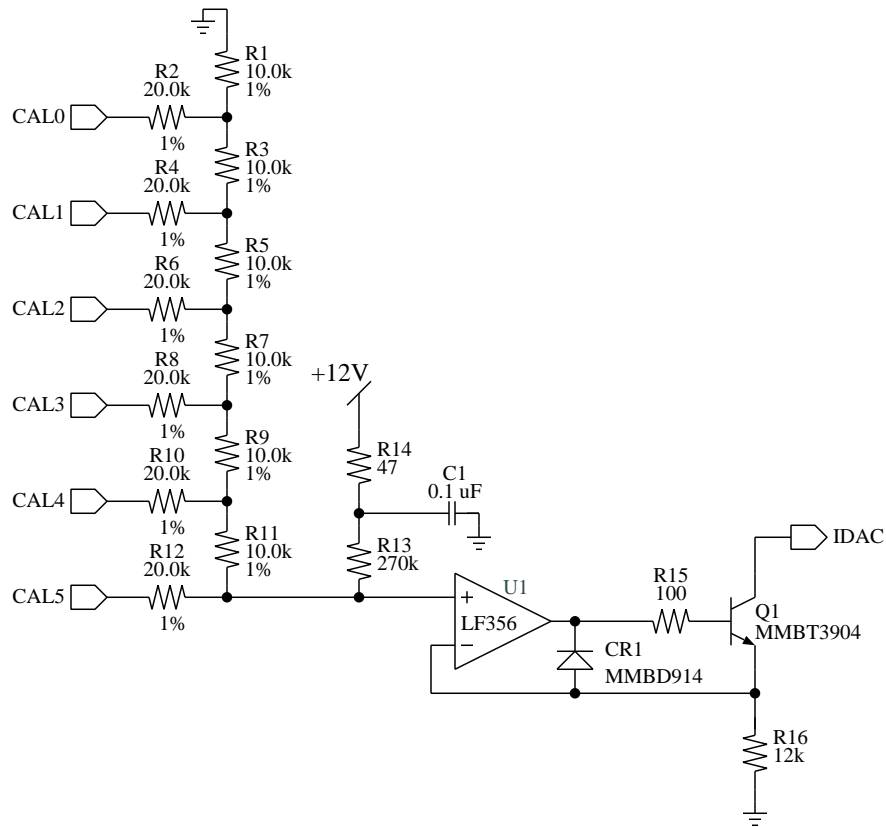 R1
10.0k
1%
R2
20.0k
CAL0
1%
R3
10.0k
1%
R4
20.0k
CAL1
1%
R5
10.0k
1%
R6
20.0k
CAL2
1%
R7
10.0k
1%
R8
20.0k
CAL3
1%
+12V
R9
10.0k
1%
R10
20.0k
CAL4
1%
R14
47
C1
0.1 uF
R11
10.0k
1%
R12
20.0k
CAL5
1%
R13
270k
IDAC
U1
+
LF356
−
R15
100
Q1
MMBT3904
CR1
MMBD914
R16
12k